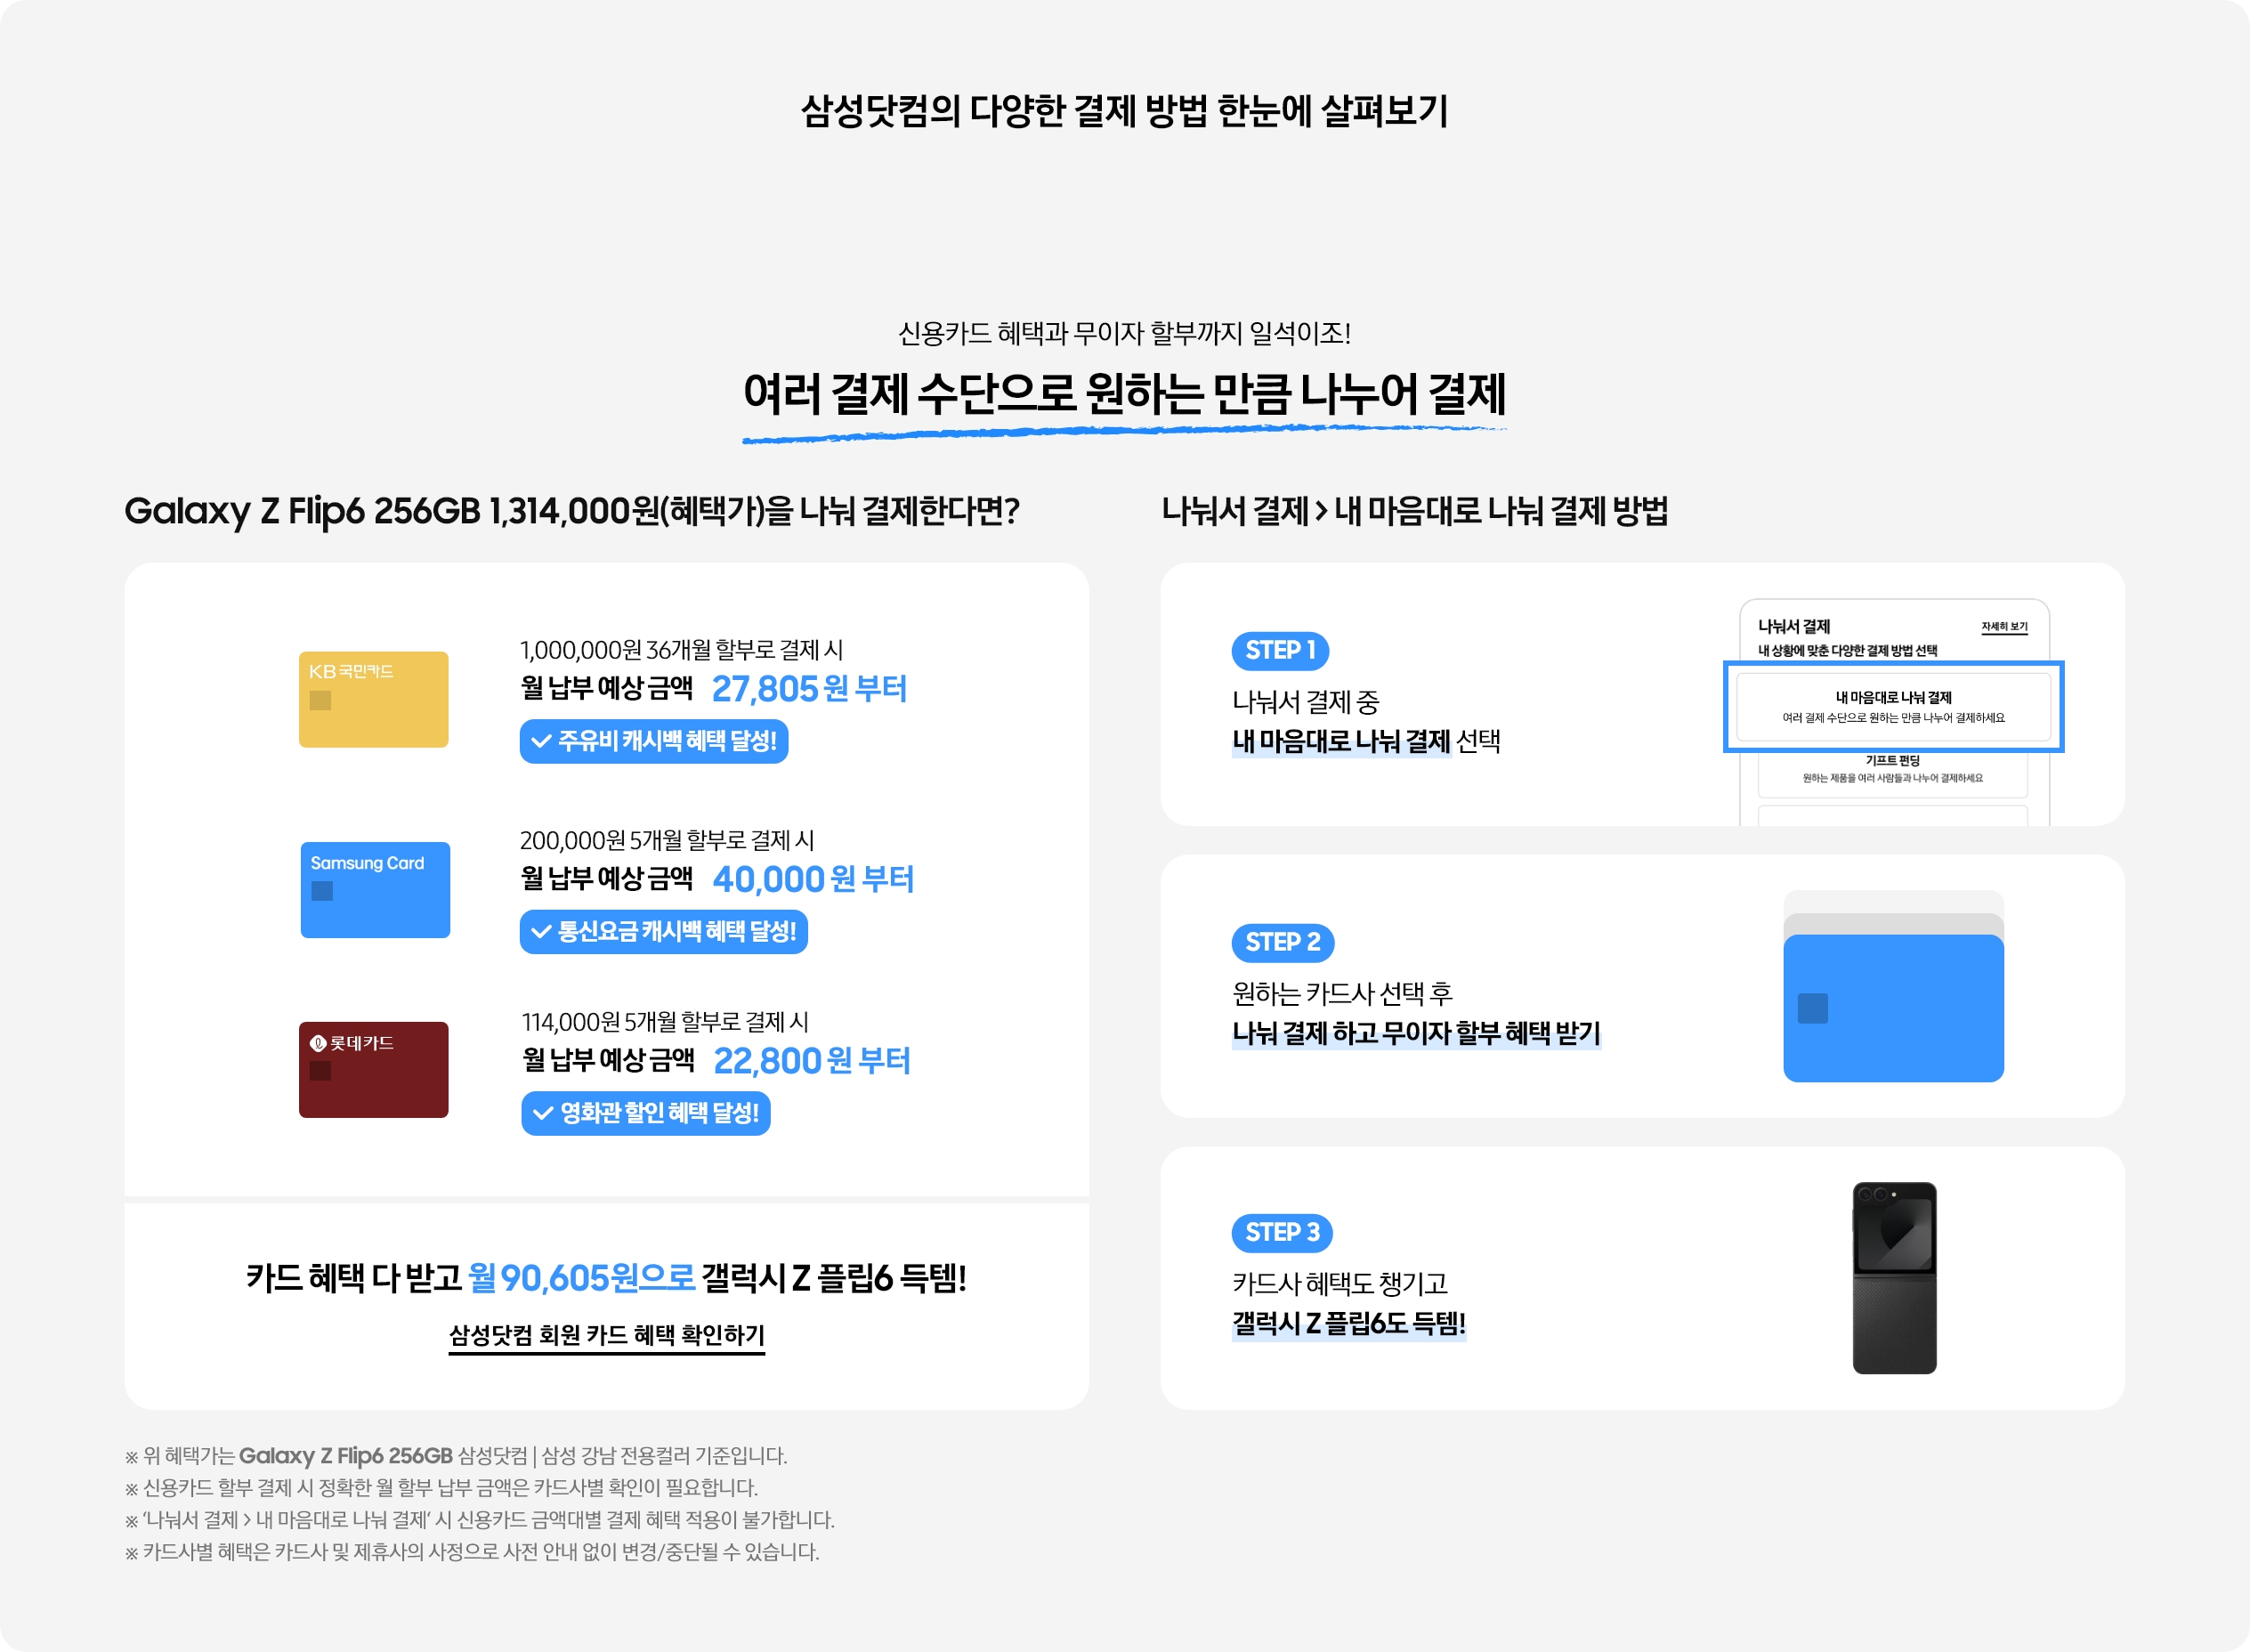 삼성닷컴의 다양한 결제 방법 한눈에 살펴보기
신용카드 혜택과 무이자 할부까지 일석이조!
여러 결제 수단으로 원하는 만큼 나누어 결제
Galaxy Z Flip6 256GB 1,314,000원(혜택가)을 나눠 결제한다면?
KB 국민카드
1,000,000원 36개월 할부로 결제 시
월 납부 예상 금액 27,805 원 부터
주유비 캐시백 혜택 달성!
Samsung Card
200,000원 5개월 할부로 결제 시
월 납부 예상 금액 40,000 원 부터
통신요금 캐시백 혜택 달성!
롯데카드
114,000원 5개월 할부로 결제 시
월 납부 예상 금액 22,800 원 부터
영화관 할인 혜택 달성!
카드 혜택 다 받고 월 90,605원으로 갤럭시 Z 플립6 득템!
삼성닷컴 회원 카드 혜택 확인하기
나눠서 결제 > 내 마음대로 나눠 결제 방법
STEP 1
나눠서 결제 중
내 마음대로 나눠 결제 선택
나눠서 결제
자세히 보기
내 상황에 맞춘 다양한 결제 방법 선택
내 마음대로 나눠 결제
여러 결제 수단으로 원하는 만큼 나누어 결제하세요
기프트 펀딩
원하는 제품을 여러 사람들과 나누어 결제하세요
STEP 2
원하는 카드사 선택 후
나눠 결제 하고 무이자 할부 혜택 받기
STEP 3
카드사 혜택도 챙기고
갤럭시 Z 플립6도 득템!
※ 위 혜택가는 Galaxy Z Flip6 256GB 삼성닷컴 | 삼성 강남 전용컬러 기준입니다.
※ 신용카드 할부 결제 시 정확한 월 할부 납부 금액은 카드사별 확인이 필요합니다.
※ ‘나눠서 결제 > 내 마음대로 나눠 결제‘ 시 신용카드 금액대별 결제 혜택 적용이 불가합니다.
※ 카드사별 혜택은 카드사 및 제휴사의 사정으로 사전 안내 없이 변경/중단될 수 있습니다.